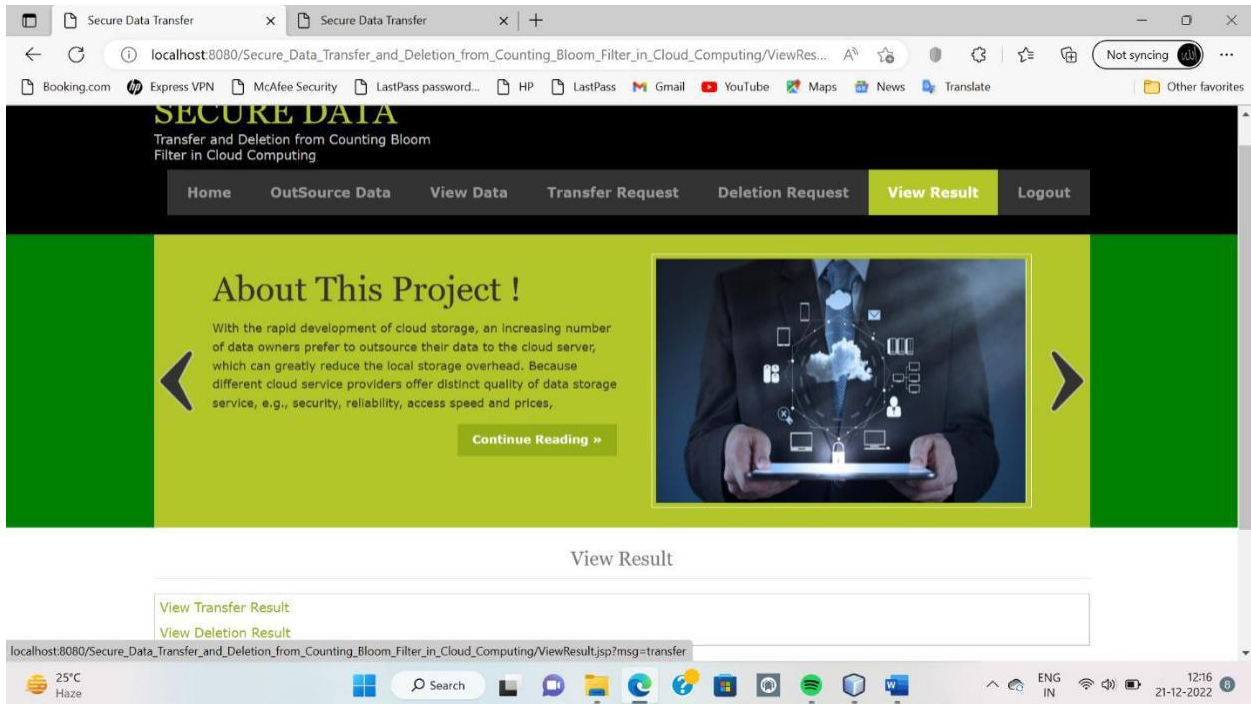 Secure Data Transfer
Secure Data Transfer
localhost:8080/Secure_Data_Transfer_and_Deletion_from_Counting_Bloom_Filter_in_Cloud_Computing/ViewRes...
Not syncing
Booking.com
Express VPN
McAfee Security
LastPass password...
HP
LastPass
Gmail
YouTube
Maps
News
Translate
Other favorites
SECURE DATA
Transfer and Deletion from Counting Bloom
Filter in Cloud Computing
Home
OutSource Data
View Data
Transfer Request
Deletion Request
View Result
Logout
About This Project !
With the rapid development of cloud storage, an increasing number
of data owners prefer to outsource their data to the cloud server,
which can greatly reduce the local storage overhead. Because
different cloud service providers offer distinct quality of data storage
service, e.g., security, reliability, access speed and prices,
Continue Reading »
View Result
View Transfer Result
View Deletion Result
localhost:8080/Secure_Data_Transfer_and_Deletion_from_Counting_Bloom_Filter_in_Cloud_Computing/ViewResult.jsp?msg=transfer
25°C
Haze
Search
ENG
IN
12:16
21-12-2022
8